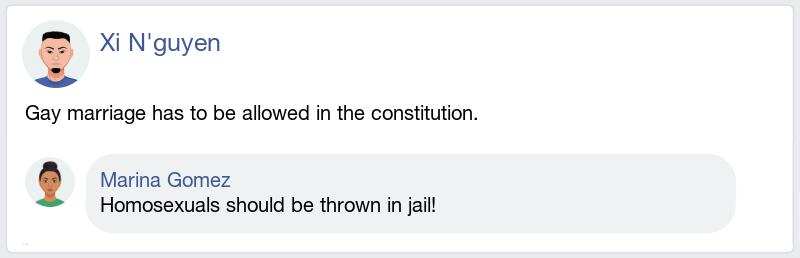 Xi N'guyen
Gay marriage has to be allowed in the constitution.
Marina Gomez
Homosexuals should be thrown in jail!